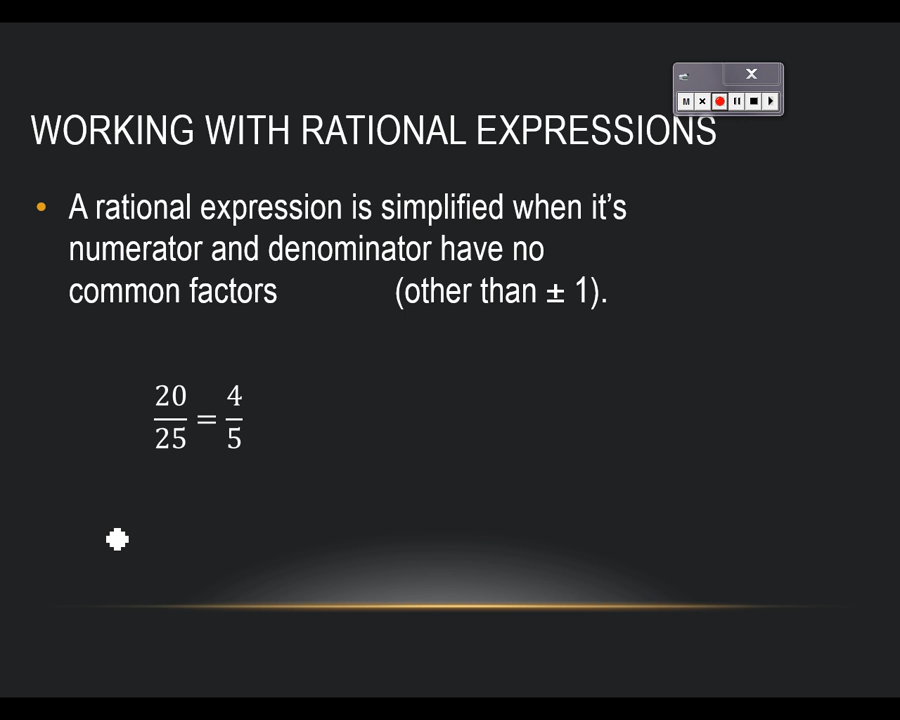 WORKING WITH RATIONAL EXPRESSIONS
• A rational expression is simplified when it's
numerator and denominator have no
common factors (other than ± 1).
20/25 = 4/5
X
M